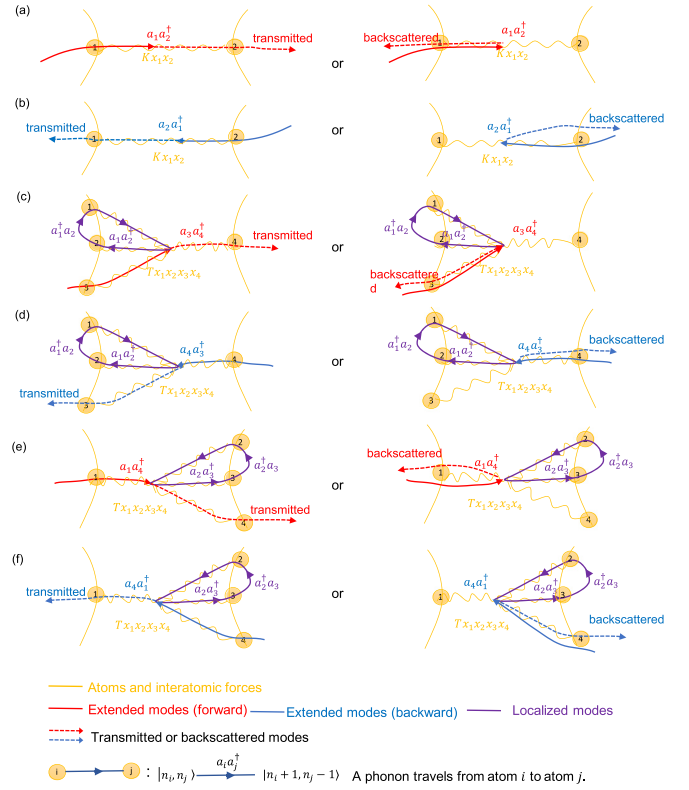 (a)
1 a₁a₂† 2 transmitted
Kx₁x₂
or
backscattered 1 a₁a₂† 2
Kx₁x₂
(b)
transmitted 1 a₂a₁† 2
Kx₁x₂
or
1 a₂a₁† 2 backscattered
Kx₁x₂
(c)
1
a₁†a₂ 2 a₁a₂† a₃a₄† 4 transmitted
3 Tx₁x₂x₃x₄
or
1
a₁†a₂ 2 a₁a₂† a₃a₄† 4
backscattere
d
3 Tx₁x₂x₃x₄
(d)
1
a₁†a₂ 2 a₁a₂† a₄a₃† 4
transmitted 3 Tx₁x₂x₃x₄
or
1
a₁†a₂ 2 a₁a₂† a₄a₃† 4 backscattered
3 Tx₁x₂x₃x₄
(e)
1 a₁a₄† 2
a₂a₃† 3 a₂†a₃
Tx₁x₂x₃x₄ 4 transmitted
or
backscattered 1 a₁a₄† 2
a₂a₃† 3 a₂†a₃
Tx₁x₂x₃x₄ 4
(f)
transmitted 1 a₄a₁† 2
a₂a₃† 3 a₂†a₃
Tx₁x₂x₃x₄ 4
or
1 a₄a₁† 2
a₂a₃† 3 a₂†a₃
Tx₁x₂x₃x₄ 4 backscattered
Atoms and interatomic forces
Extended modes (forward) Extended modes (backward) Localized modes
Transmitted or backscattered modes
i j : |nᵢ, nⱼ⟩ aᵢaⱼ† |nᵢ + 1, nⱼ − 1⟩ A phonon travels from atom i to atom j.